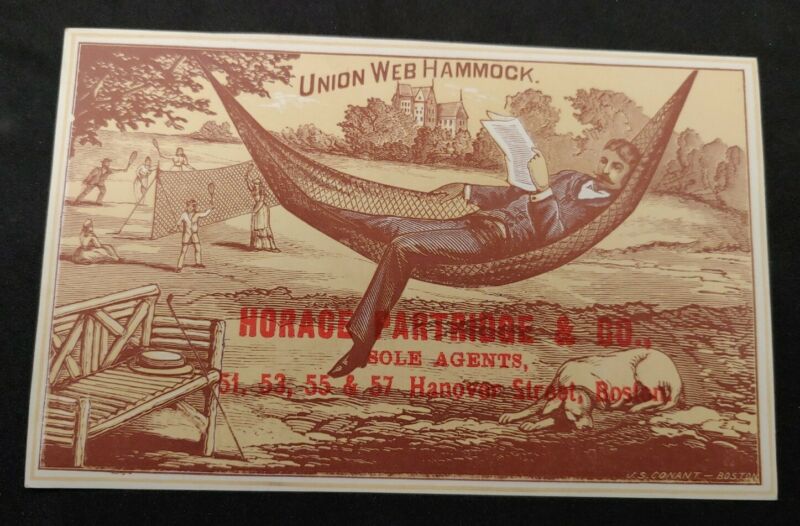 UNION WEB HAMMOCK.
HORACE PARTRIDGE & CO.,
SOLE AGENTS,
51, 53, 55 & 57 Hanover Street, Boston.
J.S. CONANT — BOSTON